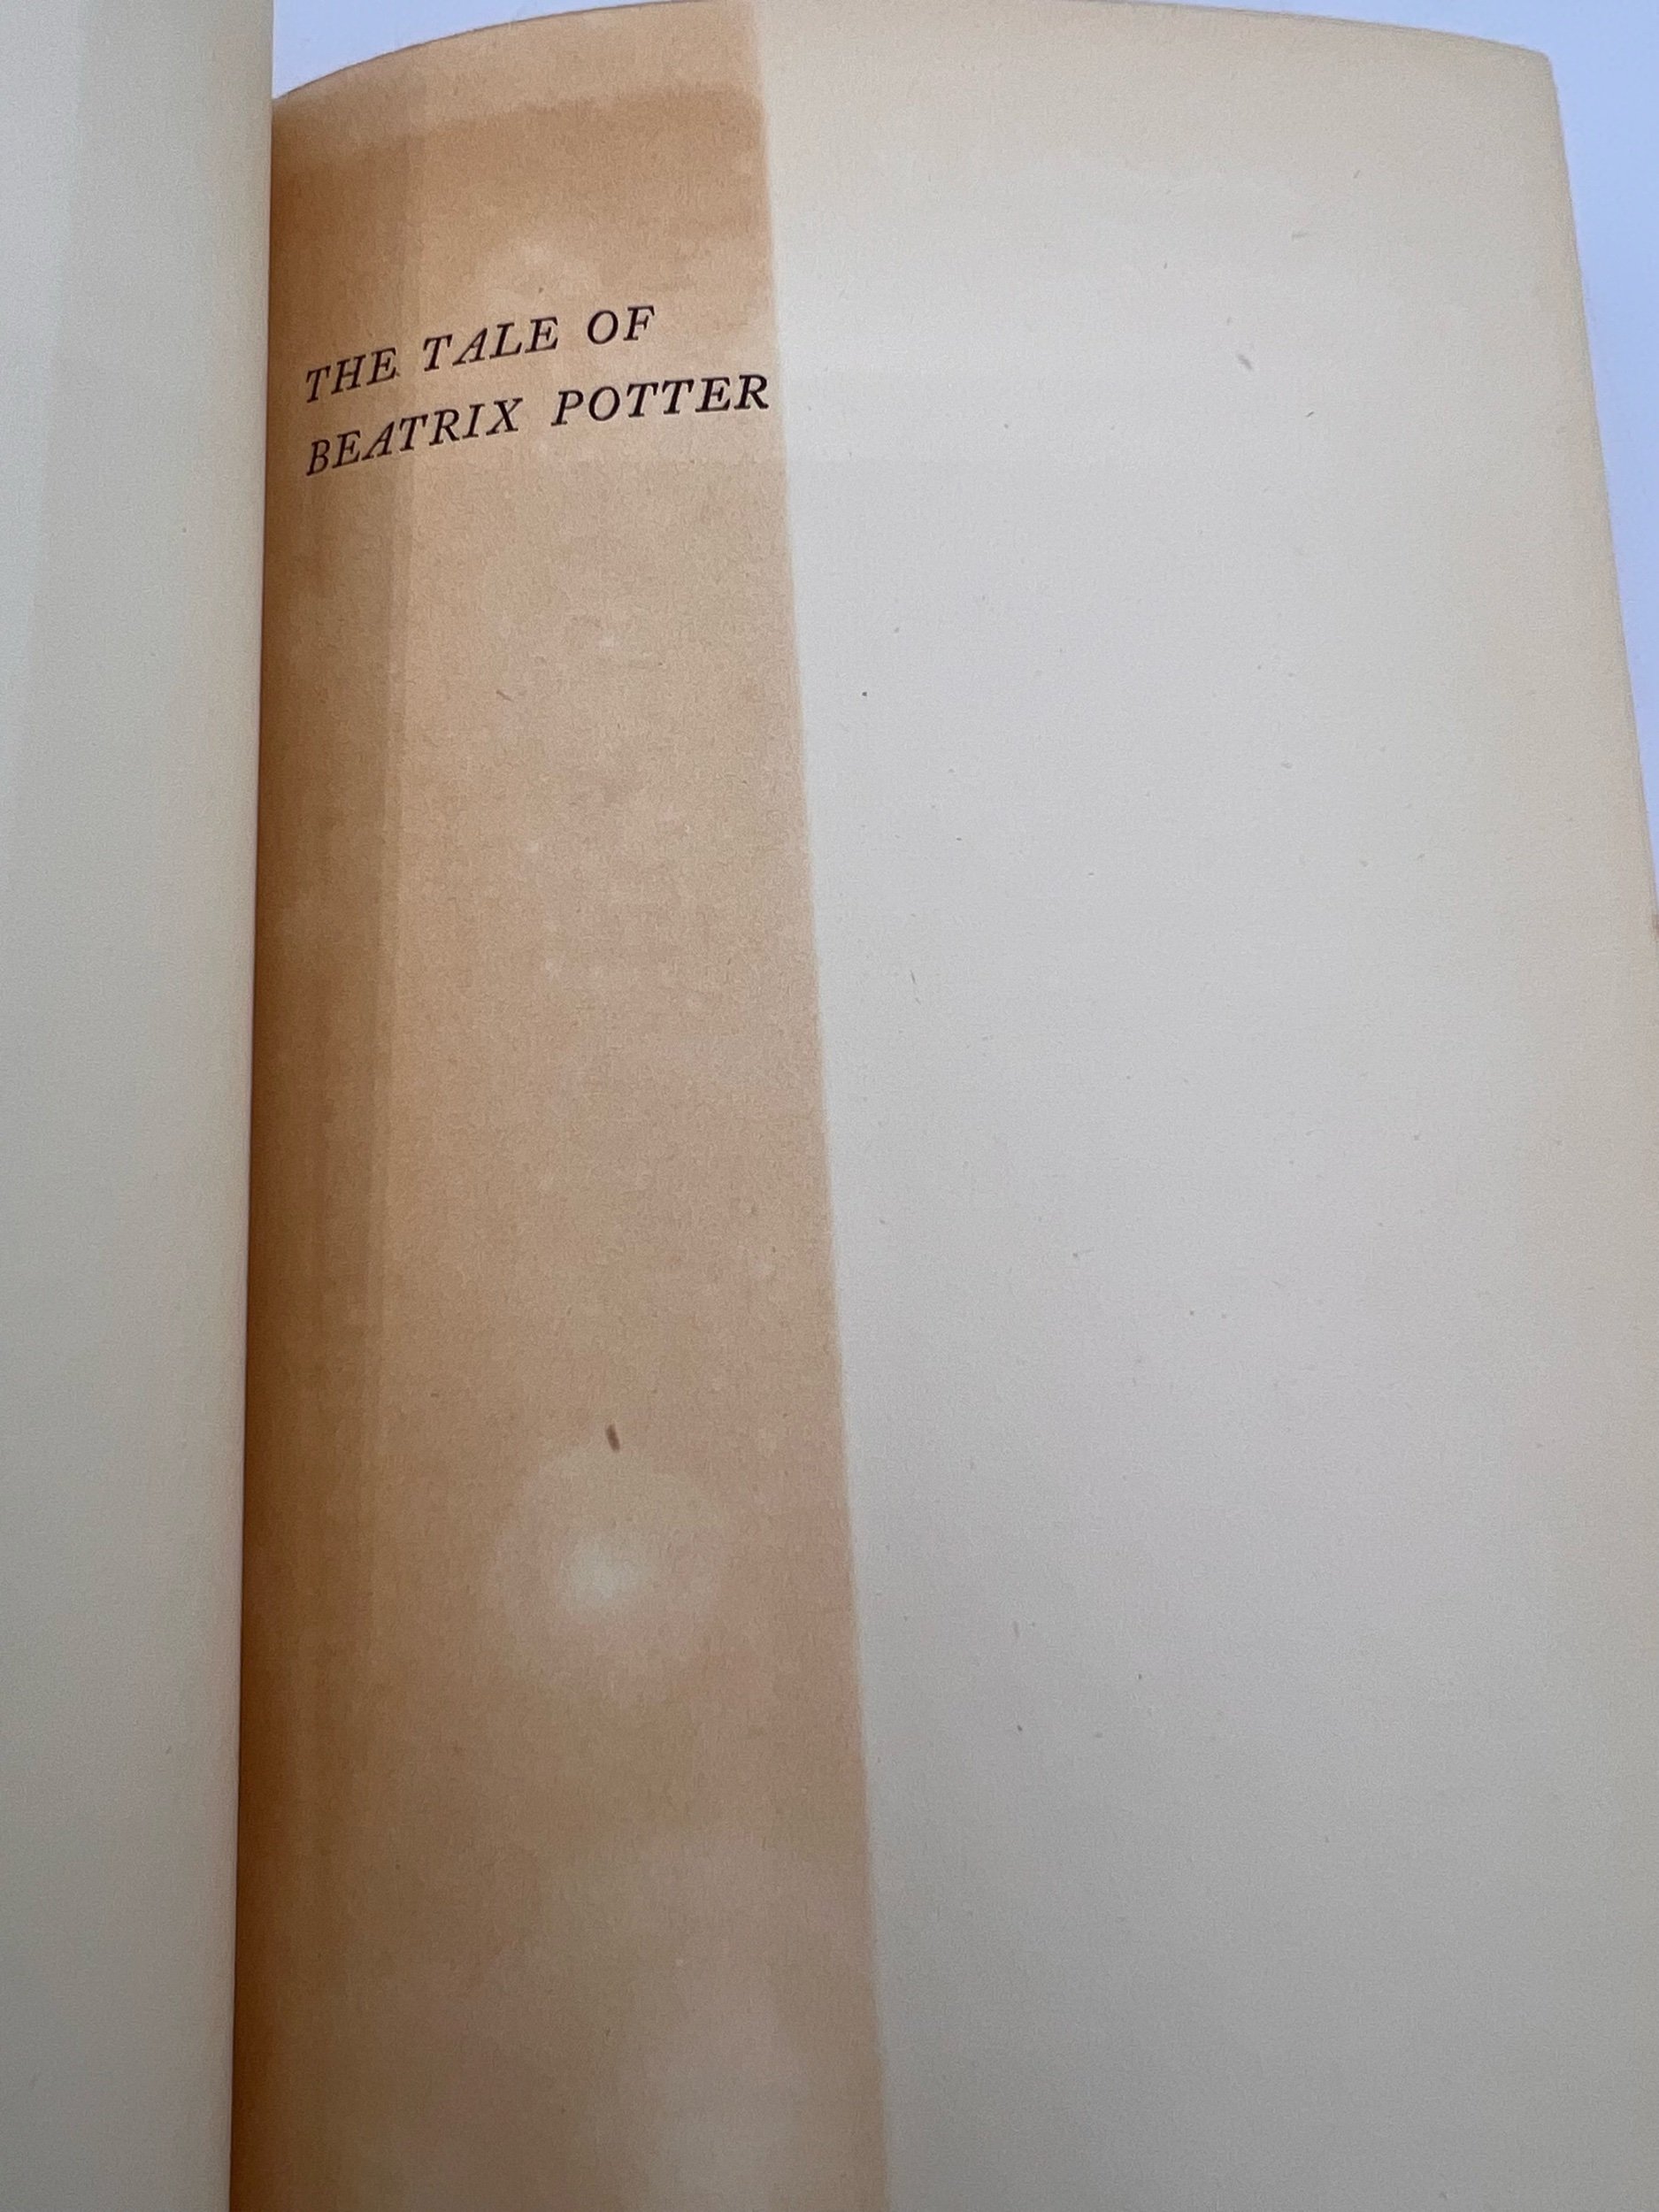 THE TALE OF
BEATRIX POTTER